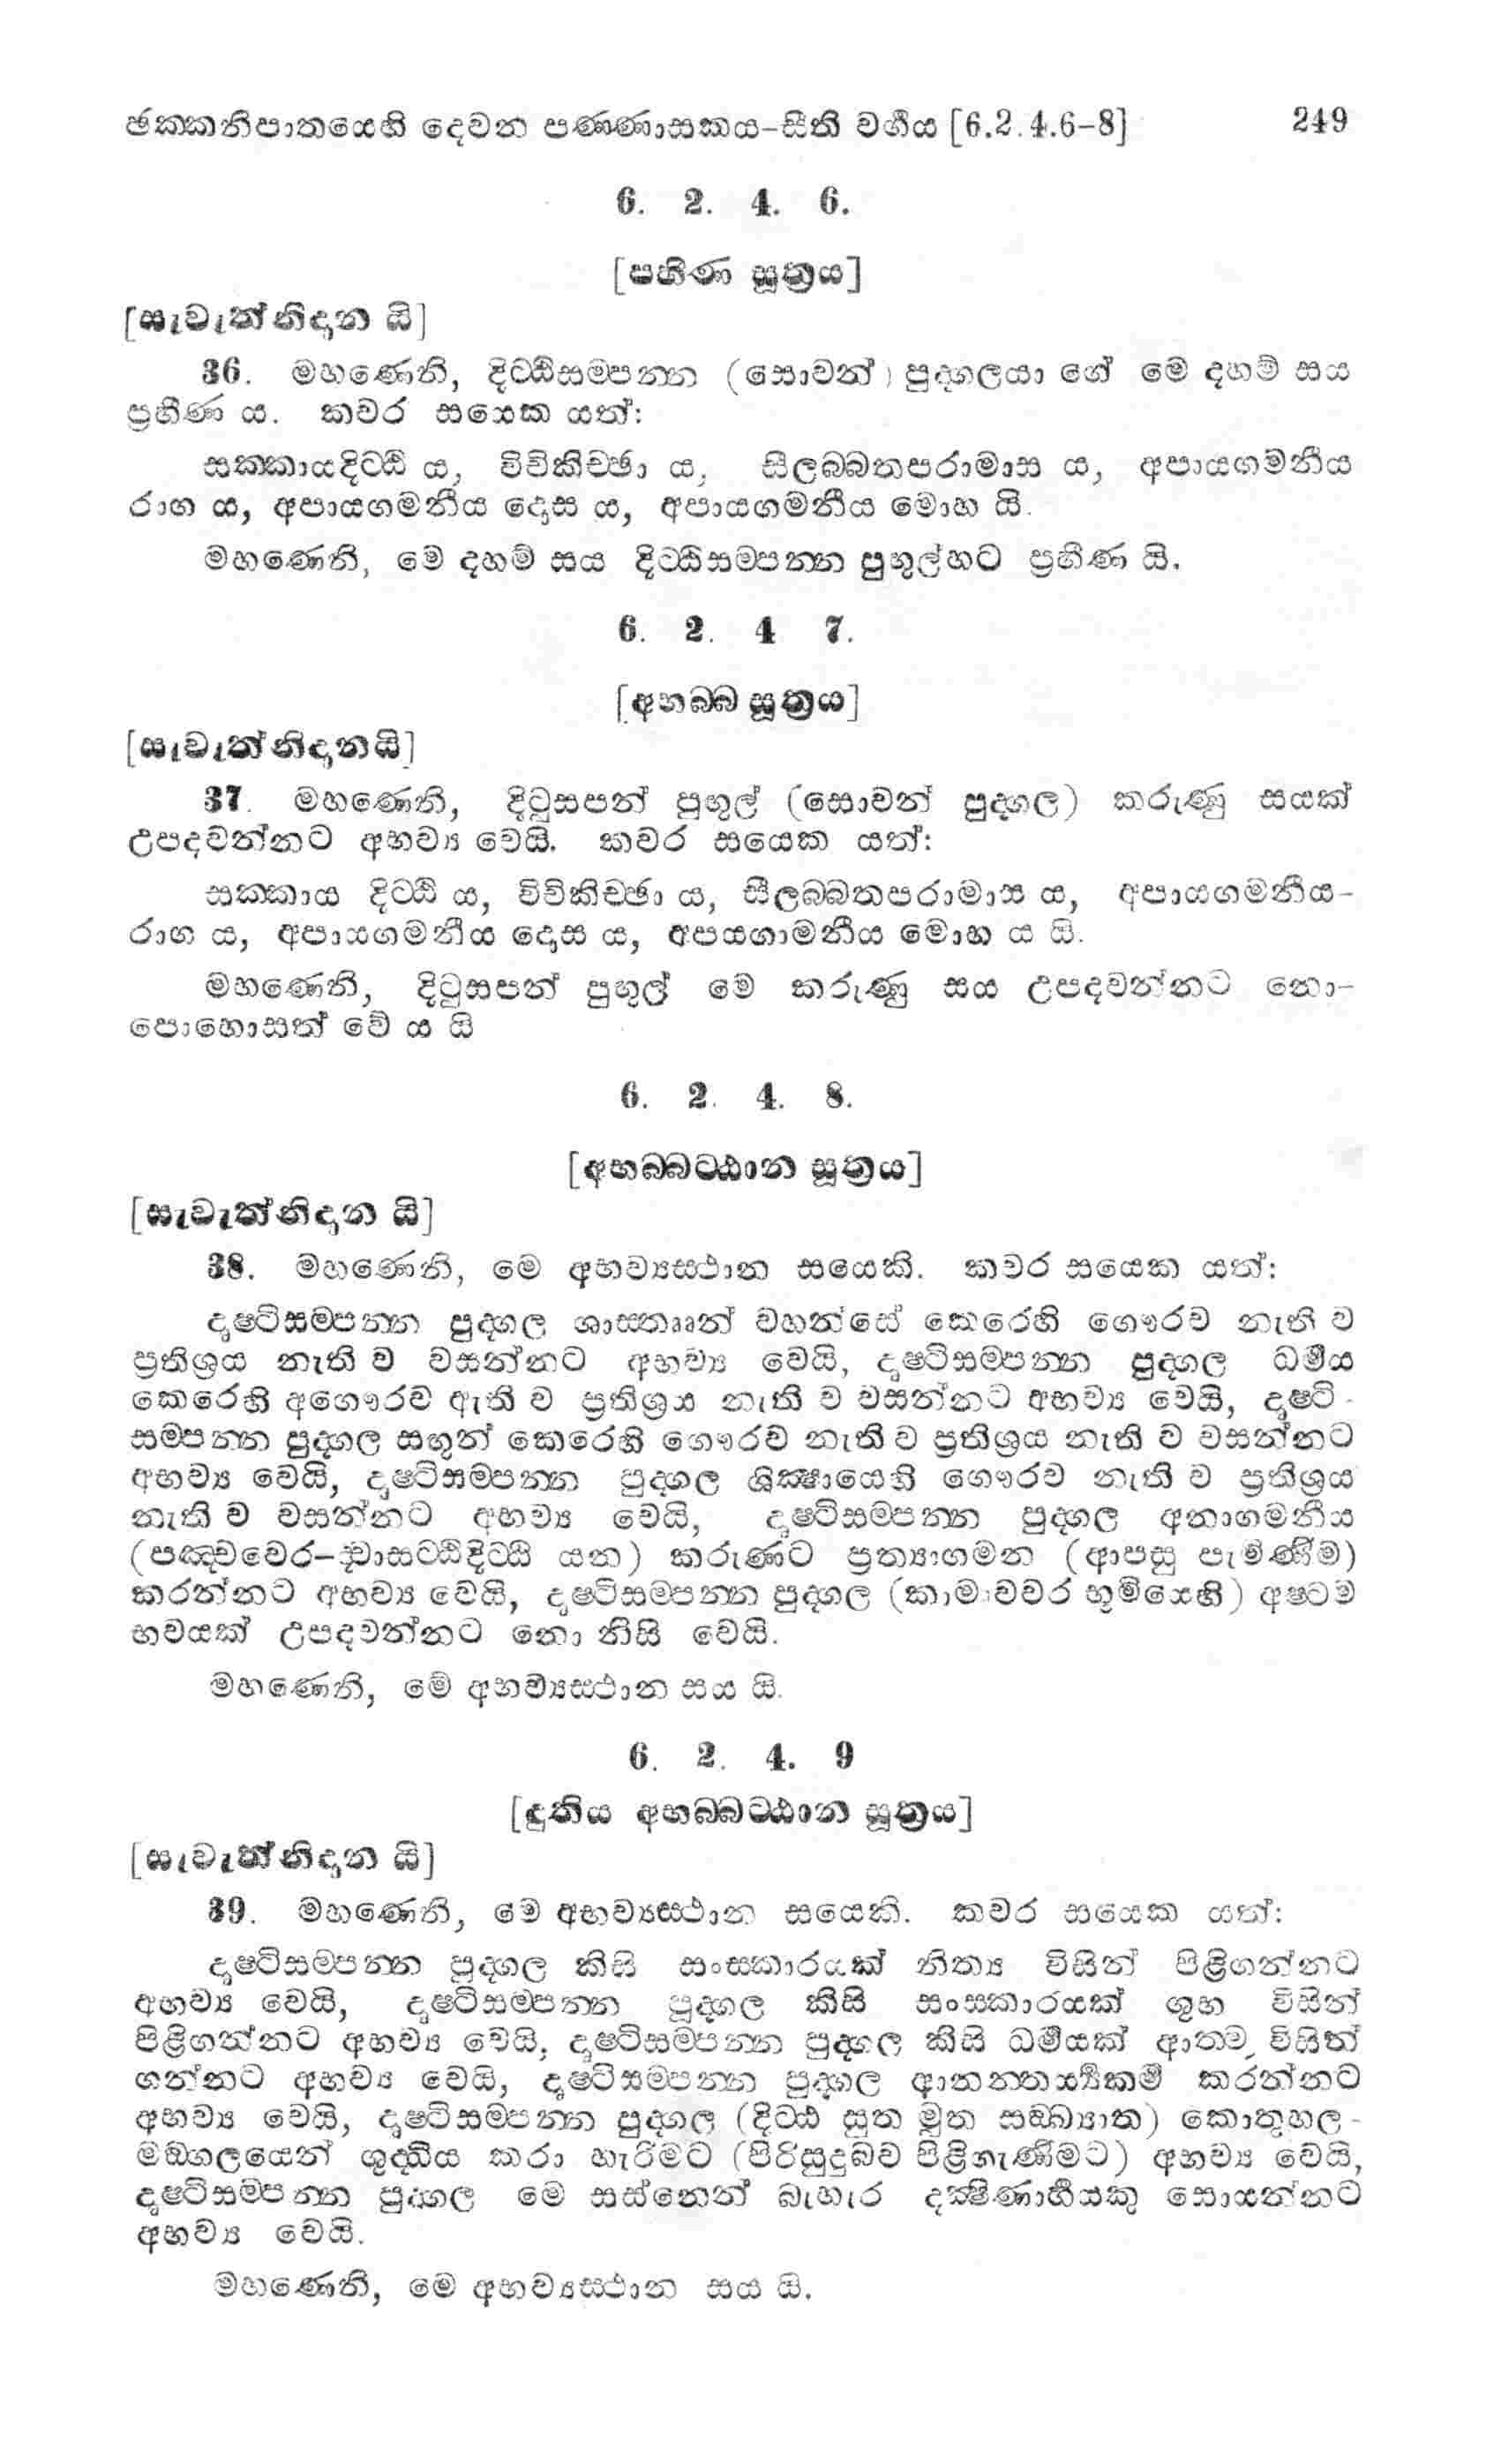 ඡක්කනිපාතයෙහි දෙවන පණ්ණාසකය-සීති වර්‍ගය [6.2.4.6-8] 249
6. 2. 4. 6.
[පහීණ සූත්‍රය]
[සැවැත්නිදාන යි]
36. මහණෙනි, දිට්ඨිසම්පන්න (සොවන්) පුද්ගලයා ගේ මේ දහම් සය
ප්‍රහීණ ය. කවර සයෙක යත්:
සක්කායදිට්ඨි ය, විචිකිච්ඡා ය, සීලබ්බතපරාමාස ය, අපායගමනීය
රාග ය, අපායගමනීය දොස ය, අපායගමනීය මොහ යි.
මහණෙනි, මේ දහම් සය දිට්ඨිසම්පන්න පුහුල්හට ප්‍රහීණ යි.
6. 2. 4 7.
[අභබ්බ සූත්‍රය]
[සැවැත්නිදානයි]
37. මහණෙනි, දිටුසපන් පුඟුල් (සොවන් පුද්ගල) කරුණු සයක්
උපදවන්නට අභව්‍ය වෙයි. කවර සයෙක යත්:
සක්කාය දිට්ඨි ය, විචිකිච්ඡා ය, සීලබ්බතපරාමාස ය, අපායගමනීය-
රාග ය, අපායගමනීය දොස ය, අපයගාමනීය මොහ ය යි.
මහණෙනි, දිටුසපන් පුඟුල් මේ කරුණු සය උපදවන්නට නො-
පොහොසත් වේ ය යි
6. 2. 4. 8.
[අභබ්බට්ඨාන සූත්‍රය]
[සැවැත්නිදාන යි]
38. මහණෙනි, මේ අභව්‍යස්ථාන සයෙකි. කවර සයෙක යත්:
දෘෂ්ටිසම්පන්න පුද්ගල ශාස්තෲන් වහන්සේ කෙරෙහි ගෞරව නැති ව
ප්‍රතිශ්‍රය නැති ව වසන්නට අභව්‍ය වෙයි, දෘෂ්ටිසම්පන්න පුද්ගල ධර්‍මය
කෙරෙහි අගෞරව ඇති ව ප්‍රතිශ්‍රය නැති ව වසන්නට අභව්‍ය වෙයි, දෘෂ්ටි-
සම්පන්න පුද්ගල සඟුන් කෙරෙහි ගෞරව නැති ව ප්‍රතිශ්‍රය නැති ව වසන්නට
අභව්‍ය වෙයි, දෘෂ්ටිසම්පන්න පුද්ගල ශික්ෂායෙහි ගෞරව නැති ව ප්‍රතිශ්‍රය
නැති ව වසන්නට අභව්‍ය වෙයි, දෘෂ්ටිසම්පන්න පුද්ගල අනාගමනීය
(පඤ්චවෙර-ද්වාසට්ඨිදිට්ඨි යන) කරුණට ප්‍රත්‍යාගමන (ආපසු පැමිණීම)
කරන්නට අභව්‍ය වෙයි, දෘෂ්ටිසම්පන්න පුද්ගල (කාමාවචර භූමියෙහි) අෂ්ටම
භවයක් උපදවන්නට නො නිසි වෙයි.
මහණෙනි, මේ අභව්‍යස්ථාන සය යි.
6. 2. 4. 9
[දුතිය අභබ්බට්ඨාන සූත්‍රය]
[සැවැත්නිදාන යි]
39. මහණෙනි, මේ අභව්‍යස්ථාන සයෙකි. කවර සයෙක යත්:
දෘෂ්ටිසම්පන්න පුද්ගල කිසි සංස්කාරයක් නිත්‍ය විසින් පිළිගන්නට
අභව්‍ය වෙයි, දෘෂ්ටිසම්පන්න පුද්ගල කිසි සංස්කාරයක් ශුභ විසින්
පිළිගන්නට අභව්‍ය වෙයි, දෘෂ්ටිසම්පන්න පුද්ගල කිසි ධර්‍මයක් ආත්ම විසින්
ගන්නට අභව්‍ය වෙයි, දෘෂ්ටිසම්පන්න පුද්ගල ආනන්තර්‍ය්‍යකර්‍ම කරන්නට
අභව්‍ය වෙයි, දෘෂ්ටිසම්පන්න පුද්ගල (දිට්ඨ සුත මුත සඞ්ඛ්‍යාත) කොතුහල-
මඞ්ගලයෙන් ශුද්ධිය කරා හැරීමට (පිරිසුදුබව පිළිගැණීමට) අභව්‍ය වෙයි,
දෘෂ්ටිසම්පන්න පුද්ගල මේ සස්නෙන් බැහැර දක්ෂිණාර්‍හයකු සොයන්නට
අභව්‍ය වෙයි.
මහණෙනි, මේ අභව්‍යස්ථාන සය යි.